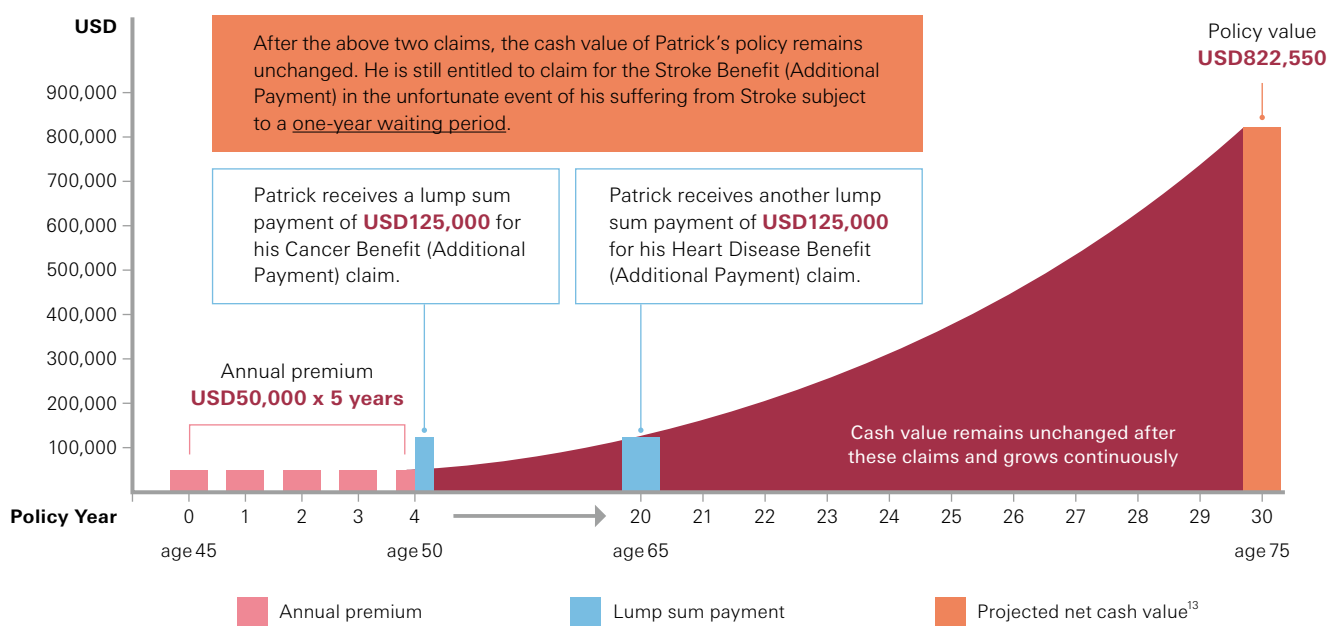 USD
After the above two claims, the cash value of Patrick's policy remains
unchanged. He is still entitled to claim for the Stroke Benefit (Additional
Payment) in the unfortunate event of his suffering from Stroke subject
to a one-year waiting period.
Policy value
USD822,550
900,000
800,000
700,000
600,000
500,000
400,000
300,000
200,000
100,000
Patrick receives a lump sum
payment of USD125,000 for
his Cancer Benefit (Additional
Payment) claim.
Patrick receives another lump
sum payment of USD125,000
for his Heart Disease Benefit
(Additional Payment) claim.
Annual premium
USD50,000 x 5 years
Cash value remains unchanged after
these claims and grows continuously
Policy Year 0 1 2 3 4 20 21 22 23 24 25 26 27 28 29 30
age 45 age 50 age 65 age 75
Annual premium Lump sum payment Projected net cash value13